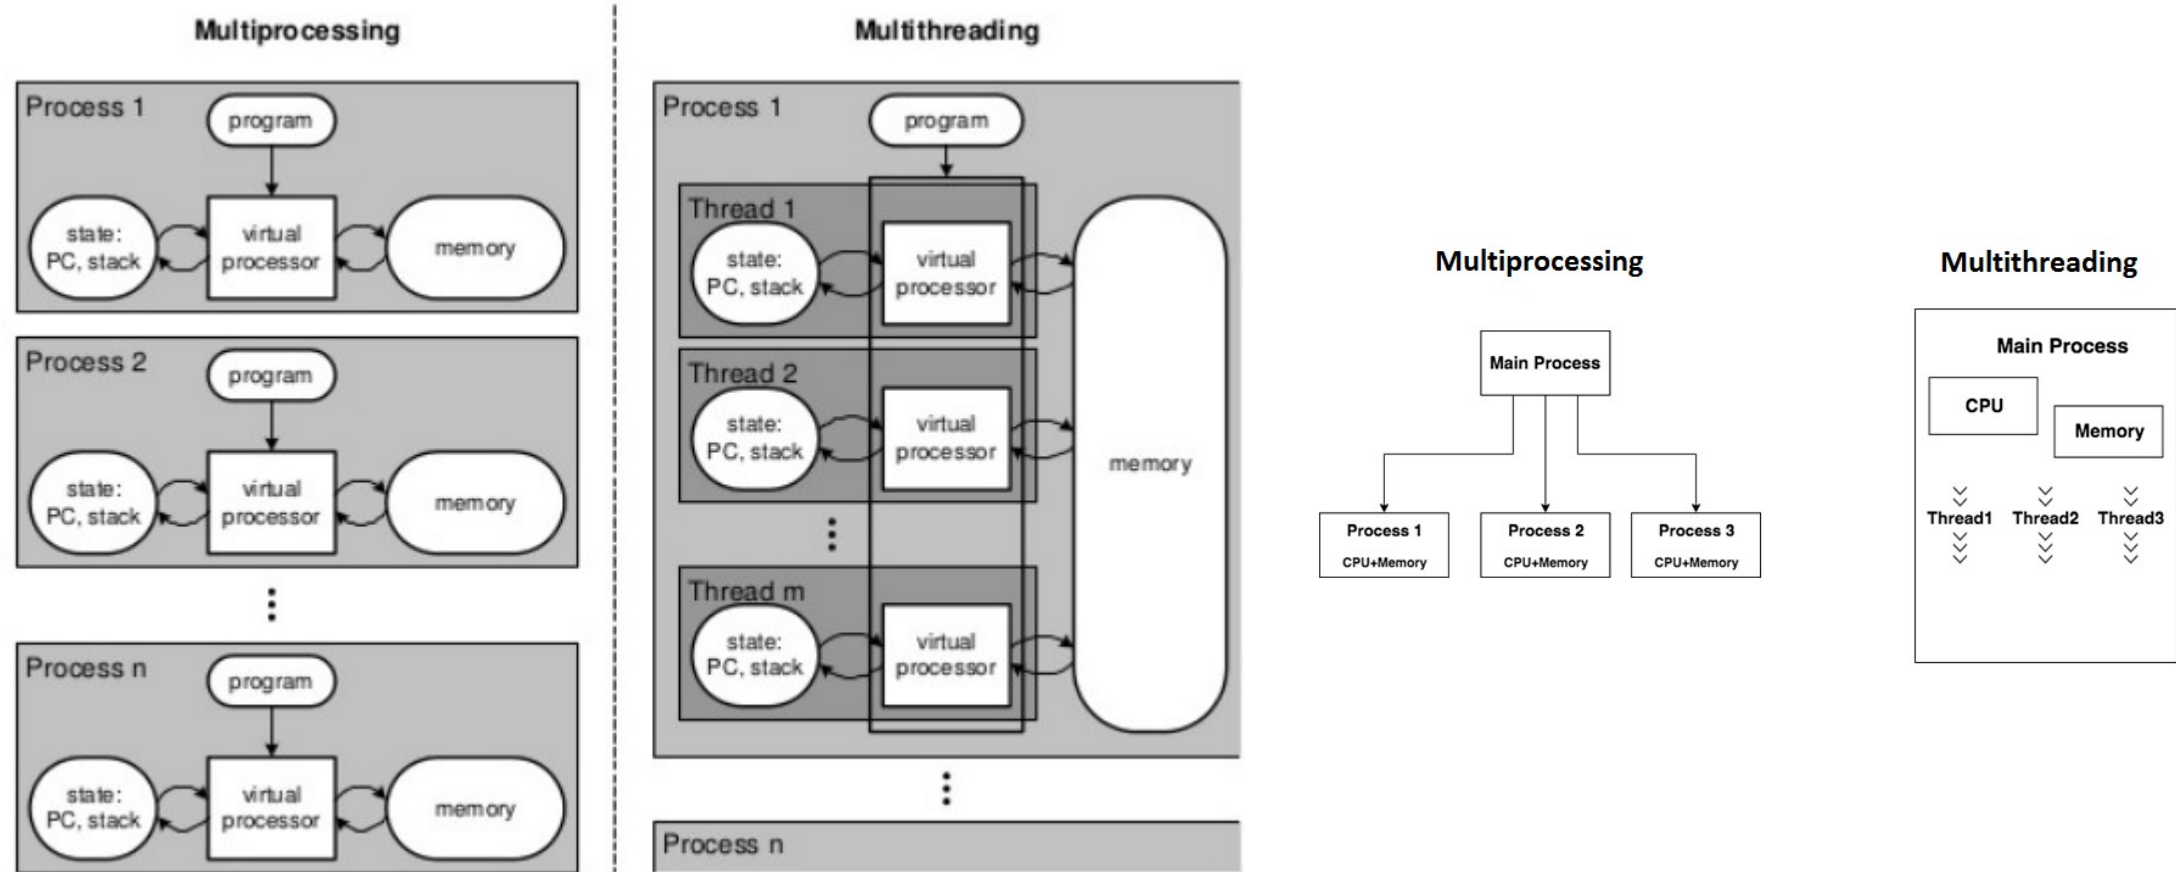 Multiprocessing
Process 1
program
state:
PC, stack
virtual
processor
memory
Process 2
program
state:
PC, stack
virtual
processor
memory
Process n
program
state:
PC, stack
virtual
processor
memory
Multithreading
Process 1
program
Thread 1
state:
PC, stack
virtual
processor
Thread 2
state:
PC, stack
virtual
processor
Thread m
state:
PC, stack
virtual
processor
memory
Process n
Multiprocessing
Main Process
Process 1
CPU+Memory
Process 2
CPU+Memory
Process 3
CPU+Memory
Multithreading
Main Process
CPU
Memory
Thread1
Thread2
Thread3